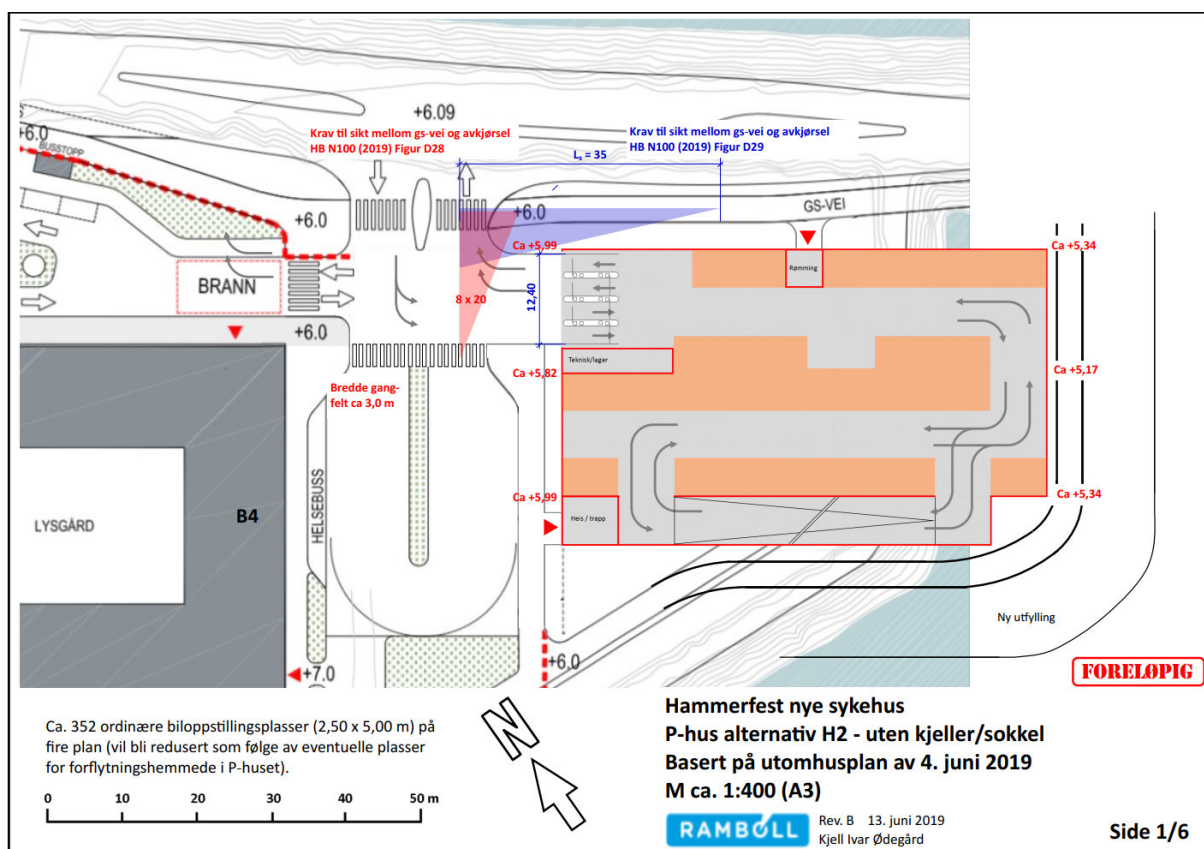 +6.09
+6.0
BUSSTOPP
Krav til sikt mellom gs-vei og avkjørsel
HB N100 (2019) Figur D28
Krav til sikt mellom gs-vei og avkjørsel
HB N100 (2019) Figur D29
Ls = 35
+6.0
+6.0
GS-VEI
Ca +5,99
Ca +5,34
Rømming
BRANN
8 x 20
12,40
+6.0
Teknisk/lager
Ca +5,82
Ca +5,17
Bredde gang-
felt ca 3,0 m
HELSEBUSS
B4
LYSGÅRD
Ca +5,99
Ca +5,34
Heis / trapp
Ny utfylling
+6.0
+7.0
FORELØPIG
Ca. 352 ordinære biloppstillingsplasser (2,50 x 5,00 m) på
fire plan (vil bli redusert som følge av eventuelle plasser
for forflytningshemmede i P-huset).
0 10 20 30 40 50 m
N
Hammerfest nye sykehus
P-hus alternativ H2 - uten kjeller/sokkel
Basert på utomhusplan av 4. juni 2019
M ca. 1:400 (A3)
RAMBOLL
Rev. B 13. juni 2019
Kjell Ivar Ødegård
Side 1/6